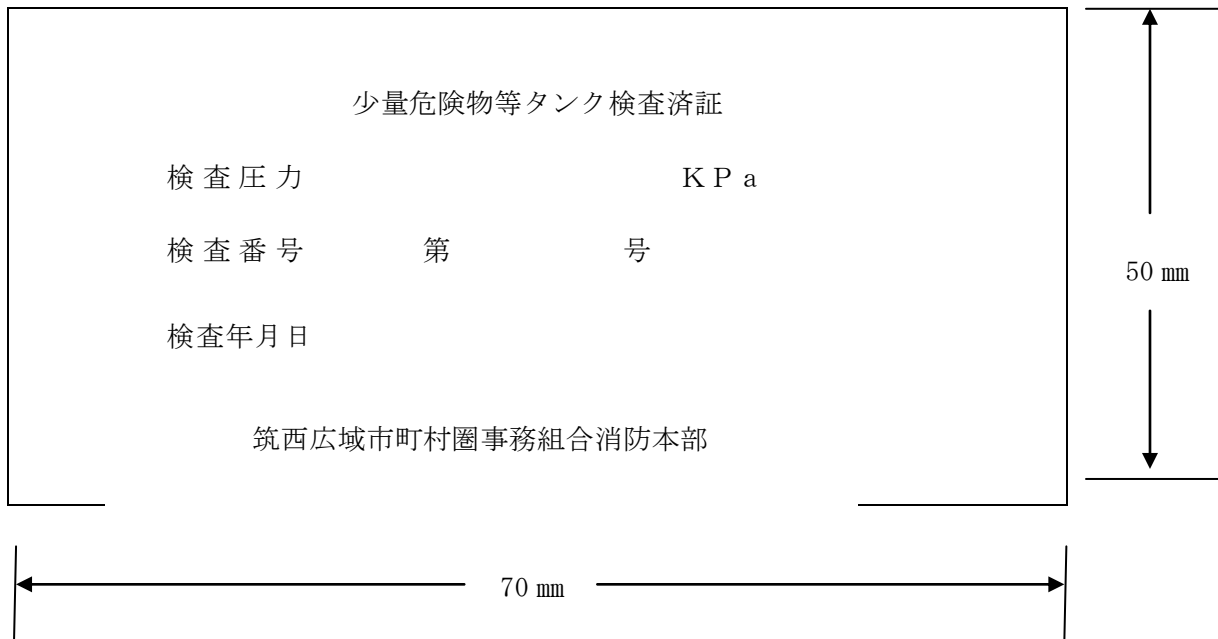 少量危険物等タンク検査済証
検査圧力　　　　　　　　　　ＫＰａ
検査番号　　　第　　　　　号
50 ㎜
検査年月日
筑西広域市町村圏事務組合消防本部
70 ㎜